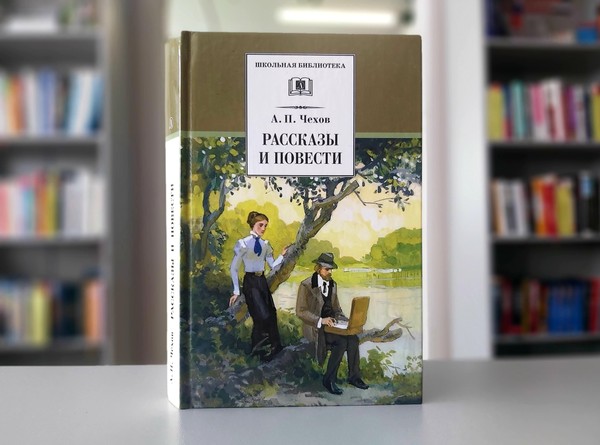 ШКОЛЬНАЯ БИБЛИОТЕКА
А. П. Чехов
РАССКАЗЫ
И ПОВЕСТИ
А.П. Чехов РАССКАЗЫ И ПОВЕСТИ